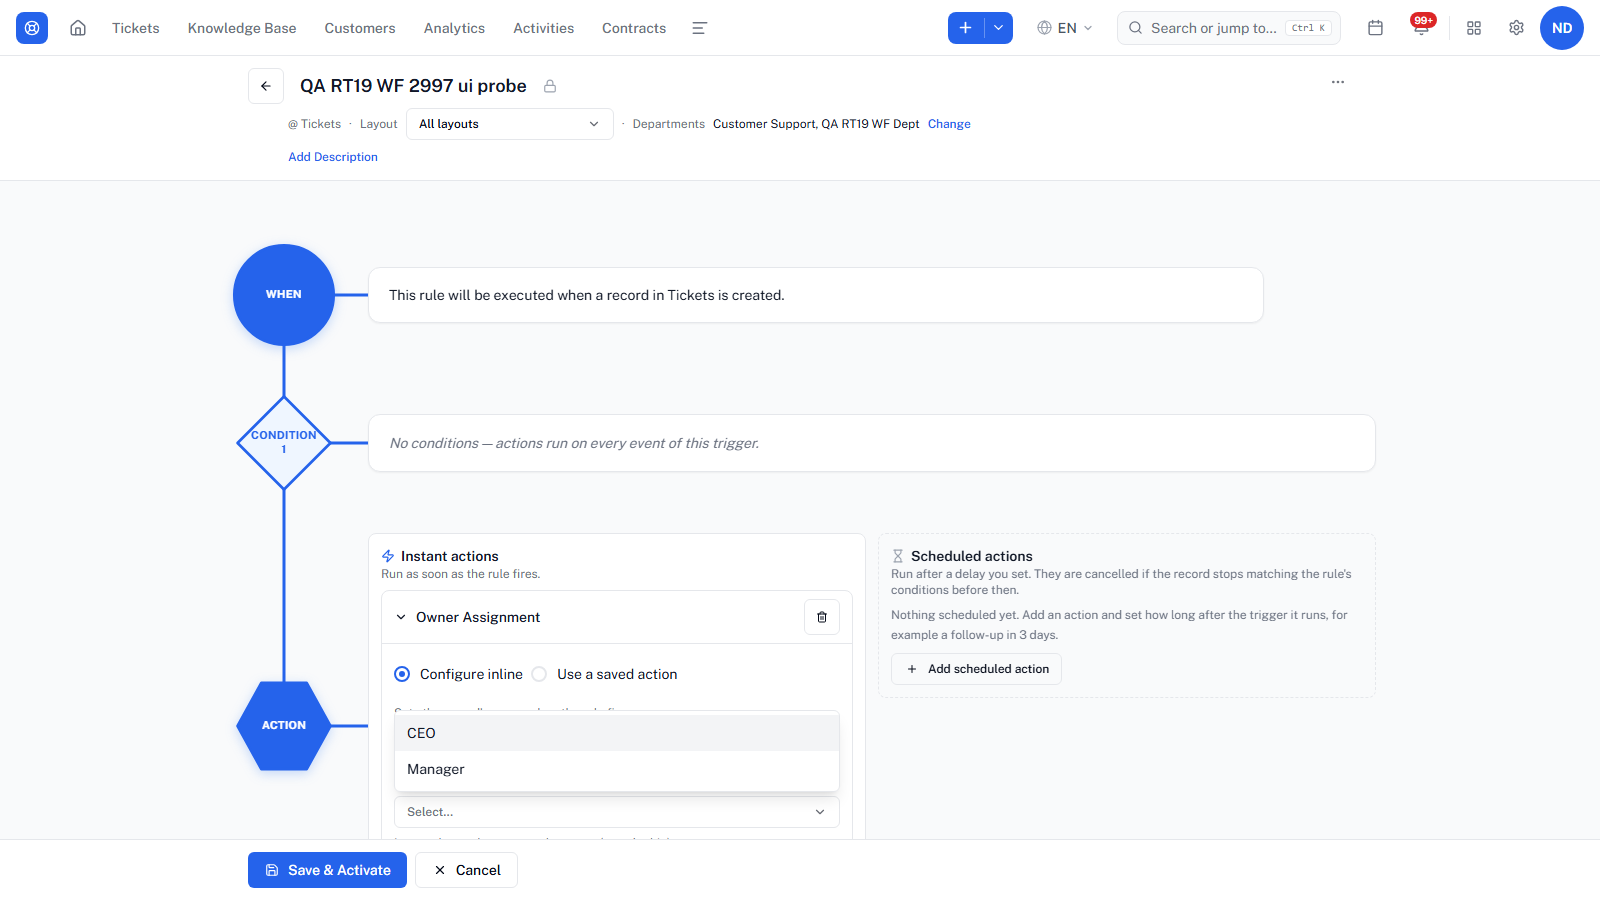 Tickets
Knowledge Base
Customers
Analytics
Activities
Contracts
EN
Search or jump to...
Ctrl K
99+
ND
QA RT19 WF 2997 ui probe
@ Tickets · Layout
All layouts
· Departments Customer Support, QA RT19 WF Dept Change
Add Description
WHEN
This rule will be executed when a record in Tickets is created.
CONDITION
1
No conditions — actions run on every event of this trigger.
Instant actions
Run as soon as the rule fires.
Owner Assignment
Configure inline
Use a saved action
CEO
Manager
Select...
Scheduled actions
Run after a delay you set. They are cancelled if the record stops matching the rule's
conditions before then.
Nothing scheduled yet. Add an action and set how long after the trigger it runs, for
example a follow-up in 3 days.
Add scheduled action
ACTION
Save & Activate
Cancel